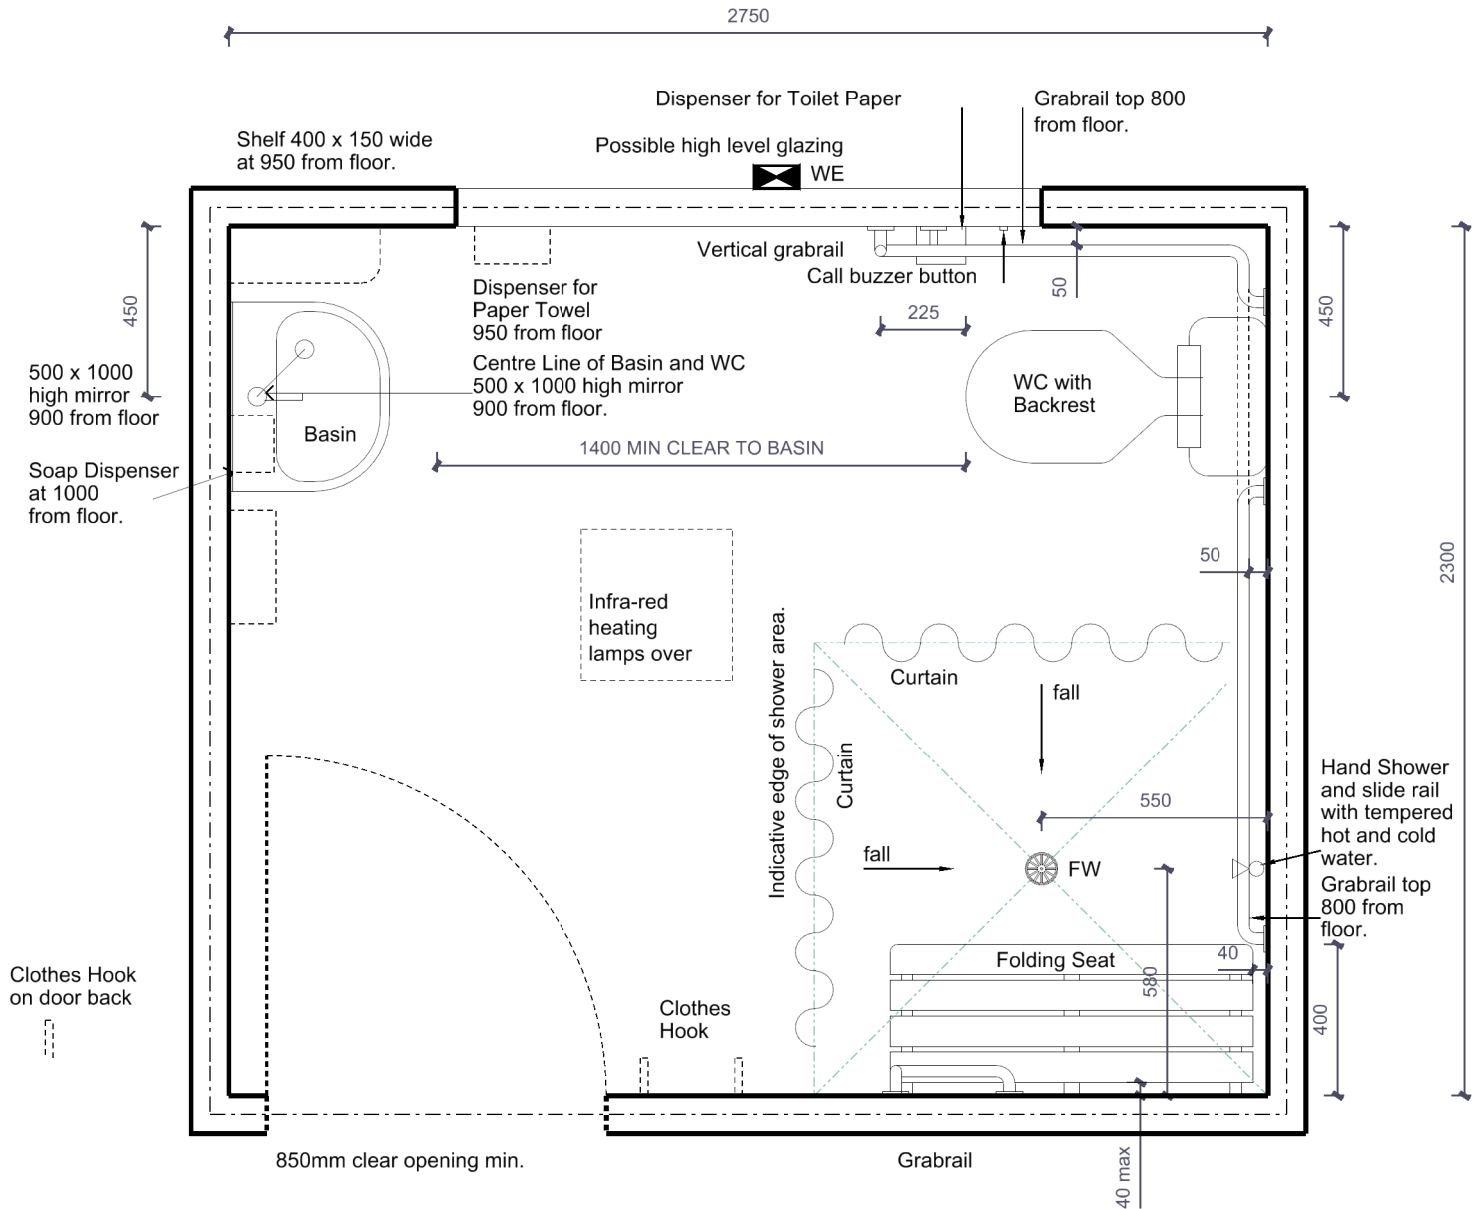 2750
Dispenser for Toilet Paper
Grabrail top 800
from floor.
Shelf 400 x 150 wide
at 950 from floor.
Possible high level glazing
WE
Vertical grabrail
Call buzzer button
50
225
450
450
Dispenser for
Paper Towel
950 from floor
Centre Line of Basin and WC
500 x 1000 high mirror
900 from floor.
500 x 1000
high mirror
900 from floor
Basin
WC with
Backrest
1400 MIN CLEAR TO BASIN
Soap Dispenser
at 1000
from floor.
50
2300
Infra-red
heating
lamps over
Indicative edge of shower area.
Curtain
fall
Curtain
550
Hand Shower
and slide rail
with tempered
hot and cold
water.
fall
FW
Grabrail top
800 from
floor.
Folding Seat
40
580
400
Clothes Hook
on door back
Clothes
Hook
850mm clear opening min.
Grabrail
40 max